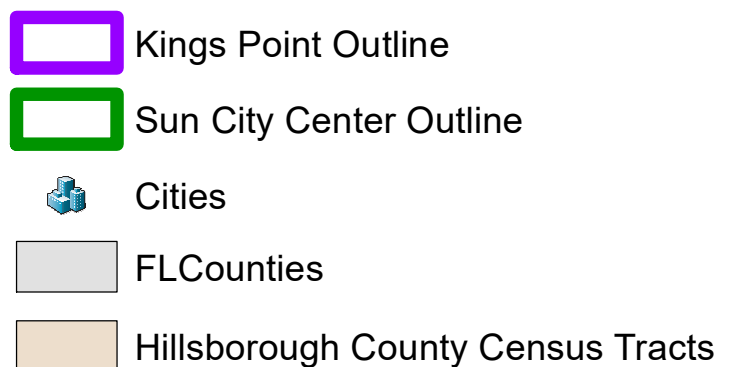 Kings Point Outline
Sun City Center Outline
Cities
FLCounties
Hillsborough County Census Tracts